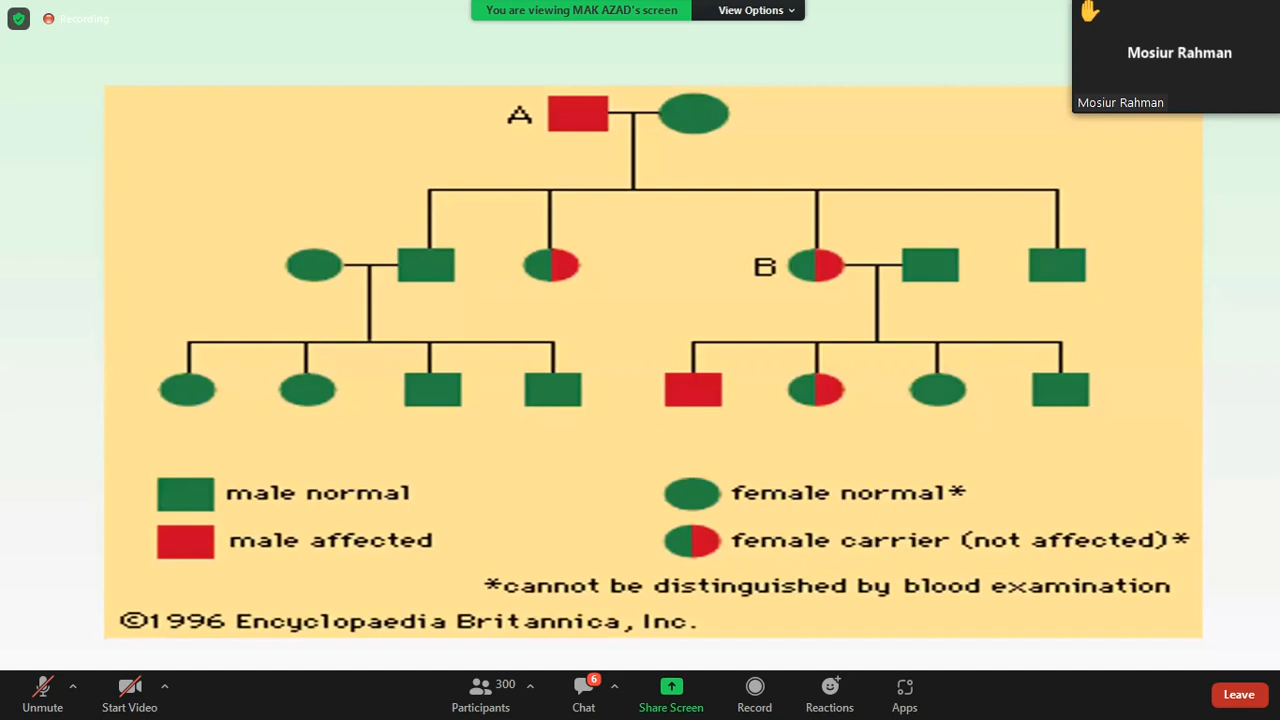 Recording
You are viewing MAK AZAD's screen
View Options
Mosiur Rahman
Mosiur Rahman
A
B
male normal
female normal*
male affected
female carrier (not affected)*
*cannot be distinguished by blood examination
©1996 Encyclopaedia Britannica, Inc.
Unmute
Start Video
300
Participants
6
Chat
Share Screen
Record
Reactions
Apps
Leave